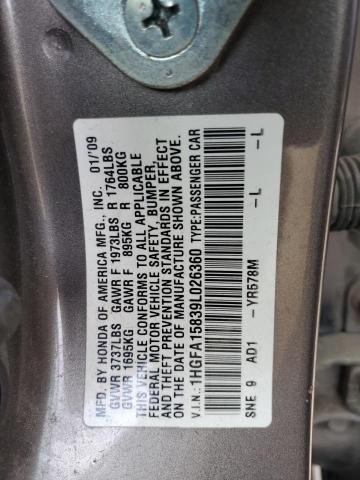 MFD. BY HONDA OF AMERICA MFG., INC. 01/'09
GVWR 3737LBS GAWR F 1973LBS R 1764LBS
GVWR 1695KG GAWR F 895KG R 800KG
THIS VEHICLE CONFORMS TO ALL APPLICABLE
FEDERAL MOTOR VEHICLE SAFETY, BUMPER,
AND THEFT PREVENTION STANDARDS IN EFFECT
ON THE DATE OF MANUFACTURE SHOWN ABOVE.
V.I.N.: 1HGFA15839L026360 TYPE:PASSENGER CAR
SNE 9 AD1 -YR578M -L -L